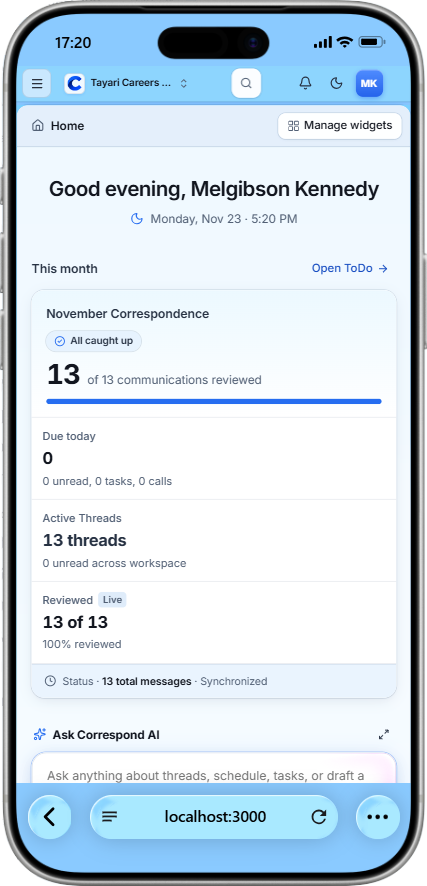 17:20
Tayari Careers ...
MK
Home
Manage widgets
Good evening, Melgibson Kennedy
Monday, Nov 23 · 5:20 PM
This month
Open ToDo →
November Correspondence
All caught up
13 of 13 communications reviewed
Due today
0
0 unread, 0 tasks, 0 calls
Active Threads
13 threads
0 unread across workspace
Reviewed Live
13 of 13
100% reviewed
Status · 13 total messages · Synchronized
Ask Correspond AI
Ask anything about threads, schedule, tasks, or draft a
localhost:3000